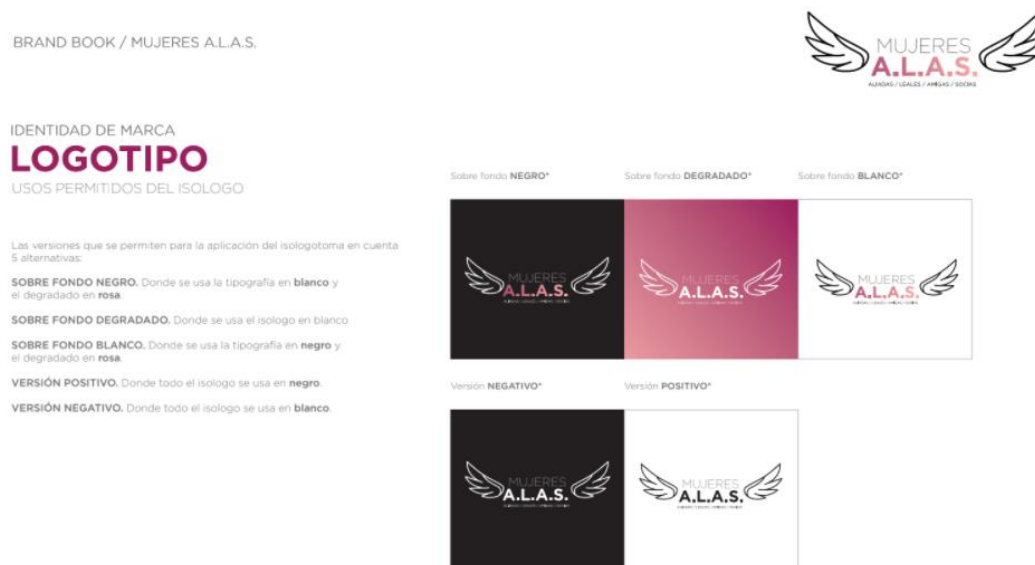 BRAND BOOK / MUJERES A.L.A.S.
MUJERES
A.L.A.S.
ALIADAS / LEALES / AMIGAS / SOCIAS
IDENTIDAD DE MARCA
LOGOTIPO
USOS PERMITIDOS DEL ISOLOGO
Las versiones que se permiten para la aplicación del isologotoma en cuenta
5 alternativas:
SOBRE FONDO NEGRO. Donde se usa la tipografía en blanco y
el degradado en rosa.
SOBRE FONDO DEGRADADO. Donde se usa el isologo en blanco
SOBRE FONDO BLANCO. Donde se usa la tipografía en negro y
el degradado en rosa.
VERSIÓN POSITIVO. Donde todo el isologo se usa en negro.
VERSIÓN NEGATIVO. Donde todo el isologo se usa en blanco.
Sobre fondo NEGRO*
Sobre fondo DEGRADADO*
Sobre fondo BLANCO*
MUJERES
A.L.A.S.
MUJERES
A.L.A.S.
MUJERES
A.L.A.S.
Versión NEGATIVO*
Versión POSITIVO*
MUJERES
A.L.A.S.
MUJERES
A.L.A.S.